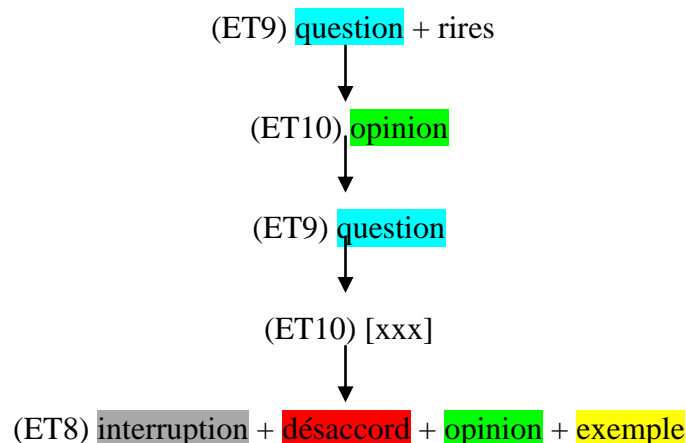 (ET9) question + rires
(ET10) opinion
(ET9) question
(ET10) [xxx]
(ET8) interruption + désaccord + opinion + exemple